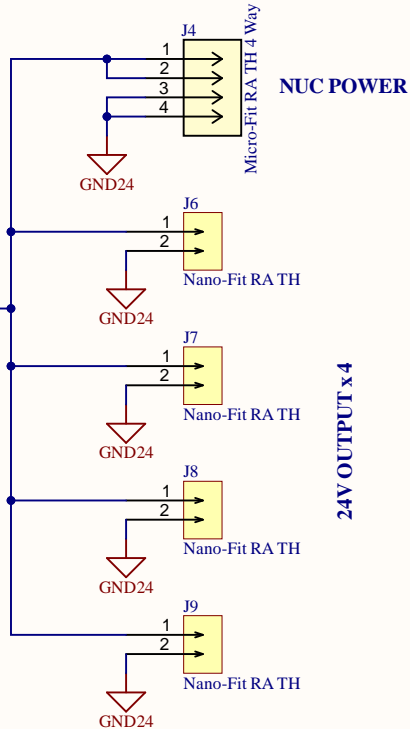 J4
1
2
3
4
Micro-Fit RA TH 4 Way
NUC POWER
GND24
J6
1
2
Nano-Fit RA TH
GND24
J7
1
2
Nano-Fit RA TH
GND24
24V OUTPUT x 4
J8
1
2
Nano-Fit RA TH
GND24
J9
1
2
Nano-Fit RA TH
GND24